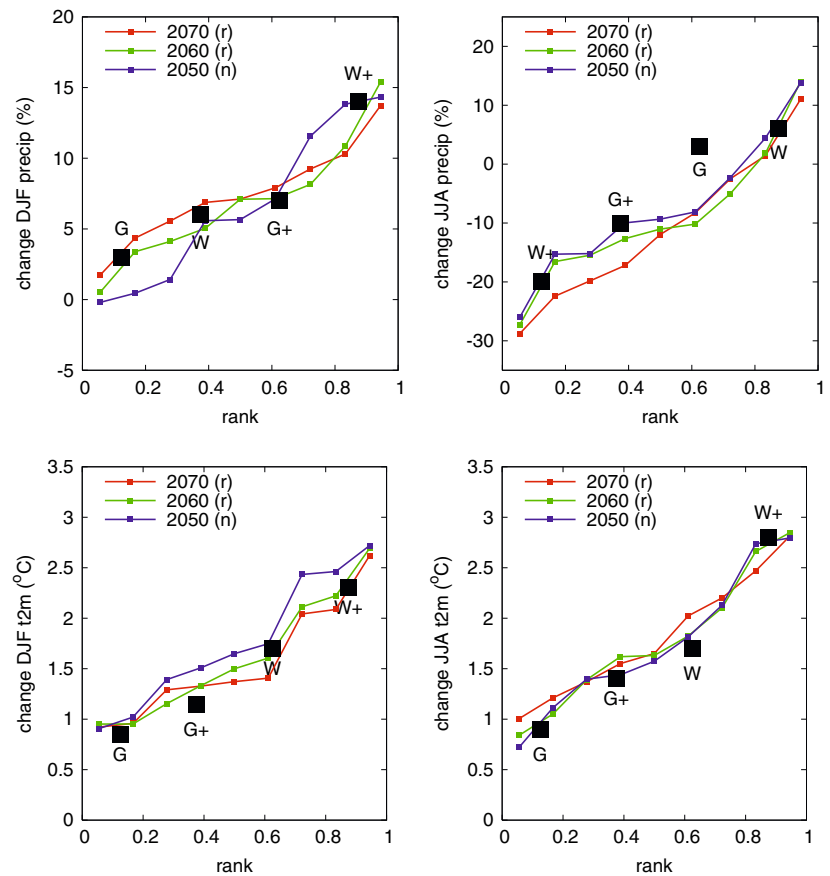 change DJF precip (%)
20
15
10
5
0
-5
2070 (r)
2060 (r)
2050 (n)
G
W
G+
W+
0 0.2 0.4 0.6 0.8 1
rank
change JJA precip (%)
20
10
0
-10
-20
-30
2070 (r)
2060 (r)
2050 (n)
W+
G+
G
W
0 0.2 0.4 0.6 0.8 1
rank
change DJF t2m (°C)
3.5
3
2.5
2
1.5
1
0.5
0
2070 (r)
2060 (r)
2050 (n)
G
G+
W
W+
0 0.2 0.4 0.6 0.8 1
rank
change JJA t2m (°C)
3.5
3
2.5
2
1.5
1
0.5
0
2070 (r)
2060 (r)
2050 (n)
G
G+
W
W+
0 0.2 0.4 0.6 0.8 1
rank